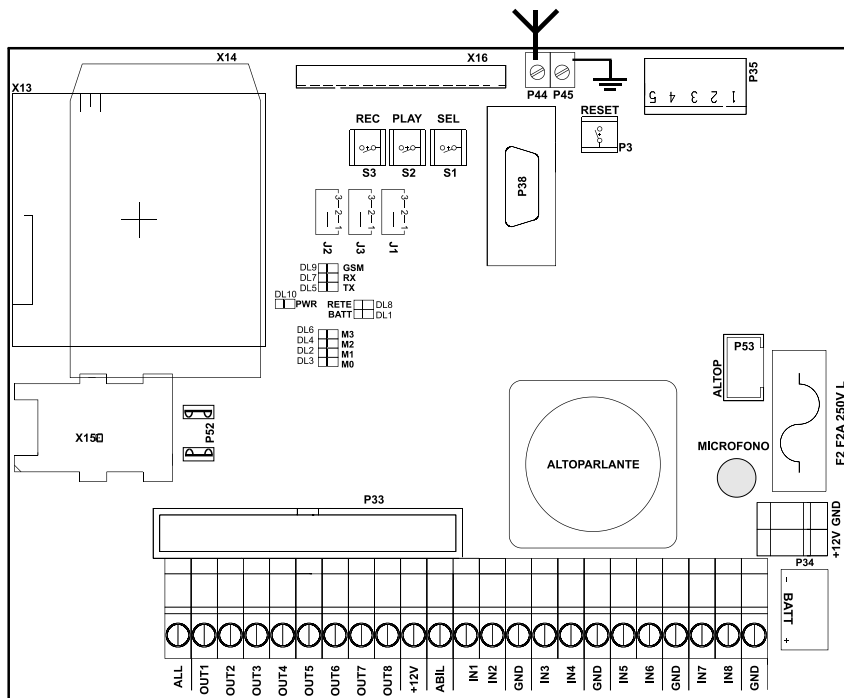 X14
X16
X13
P44 P45
P35
5 4 3 2 1
RESET
P3
REC PLAY SEL
S3 S2 S1
P38
3 2 1
3 2 1
3 2 1
J2 J3 J1
DL9 GSM
DL7 RX
DL5 TX
DL10
PWR
RETE DL8
BATT DL1
DL6 M3
DL4 M2
DL2 M1
DL3 M0
P53
ALTOP
F2 F2A 250V L
X15
P52
ALTOPARLANTE
MICROFONO
P33
+12V GND
P34
- BATT +
ALL OUT1 OUT2 OUT3 OUT4 OUT5 OUT6 OUT7 OUT8 +12V ABIL IN1 IN2 GND IN3 IN4 GND IN5 IN6 GND IN7 IN8 GND